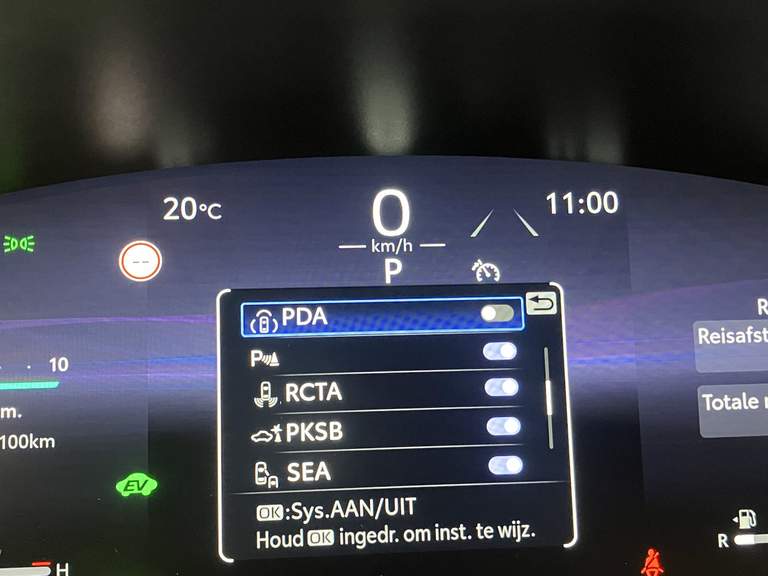 20°C
0
11:00
km/h
--
P
PDA
R
Reisafst
10
P
RCTA
m.
Totale
100km
PKSB
SEA
EV
OK:Sys.AAN/UIT
Houd OK ingedr. om inst. te wijz.
R
H